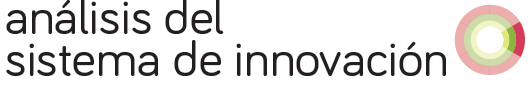 análisis del
sistema de innovación